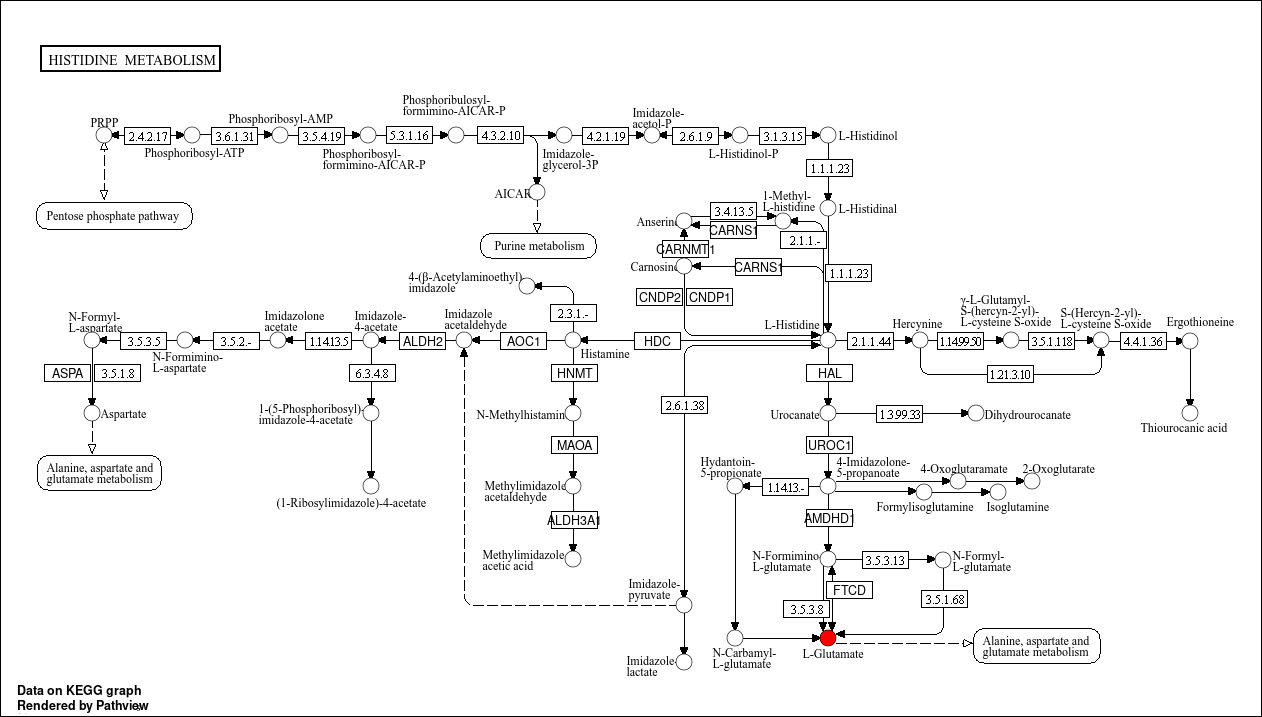 HISTIDINE METABOLISM
Phosphoribulosyl-
formimino-AICAR-P
Imidazole-
acetol-P
PRPP
Phosphoribosyl-AMP
2.4.2.17
3.6.1.31
3.5.4.19
5.3.1.16
4.3.2.10
4.2.1.19
2.6.1.9
3.1.3.15
L-Histidinol
Phosphoribosyl-ATP
Phosphoribosyl-
formimino-AICAR-P
Imidazole-
glycerol-3P
L-Histidinol-P
1.1.1.23
AICAR
1-Methyl-
L-histidine
Pentose phosphate pathway
Anserine
3.4.13.5
CARNS1
L-Histidinal
Purine metabolism
CARNMT1
2.1.1.-
Carnosine
CARNS1
1.1.1.23
4-(β-Acetylaminoethyl)
imidazole
CNDP2
CNDP1
2.3.1.-
γ-L-Glutamyl-
S-(hercyn-2-yl)-
L-cysteine S-oxide
S-(Hercyn-2-yl)-
L-cysteine S-oxide
N-Formyl-
L-aspartate
Imidazolone
acetate
Imidazole-
4-acetate
Imidazole
acetaldehyde
L-Histidine
Hercynine
Ergothioneine
3.5.3.5
3.5.2.-
1.14.13.5
ALDH2
AOC1
HDC
2.1.1.44
1.14.99.50
3.5.1.118
4.4.1.36
N-Formimino-
L-aspartate
Histamine
ASPA
3.5.1.8
6.3.4.8
HNMT
HAL
1.21.3.10
Aspartate
1-(5-Phosphoribosyl)
imidazole-4-acetate
N-Methylhistamin
2.6.1.38
Urocanate
1.3.99.33
Dihydrourocanate
Thiourocanic acid
MAOA
UROC1
Alanine, aspartate and
glutamate metabolism
Hydantoin-
5-propionate
4-Imidazolone-
5-propanoate
4-Oxoglutaramate
2-Oxoglutarate
(1-Ribosylimidazole)-4-acetate
Methylimidazole
acetaldehyde
1.14.13.-
Formylisoglutamine
Isoglutamine
ALDH3A1
AMDHD1
Methylimidazole
acetic acid
N-Formimino
L-glutamate
3.5.3.13
N-Formyl-
L-glutamate
Imidazole-
pyruvate
FTCD
3.5.3.8
3.5.1.68
Imidazole
lactate
N-Carbamyl-
L-glutamate
L-Glutamate
Alanine, aspartate and
glutamate metabolism
Data on KEGG graph
Rendered by Pathview